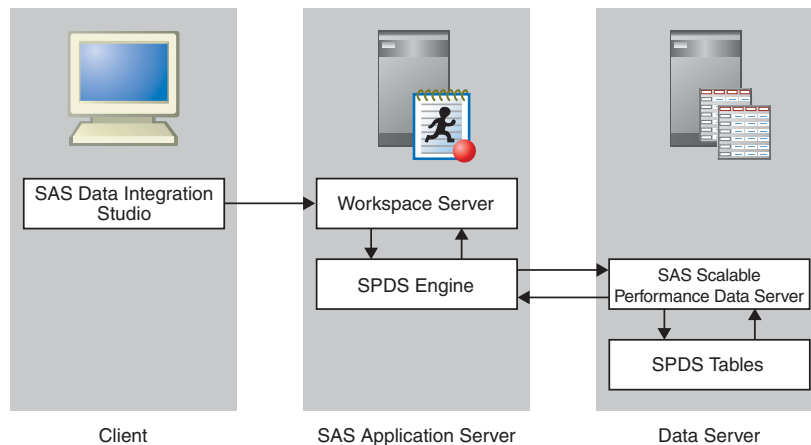 SAS Data Integration
Studio
Workspace Server
SPDS Engine
SAS Scalable
Performance Data Server
SPDS Tables
Client
SAS Application Server
Data Server